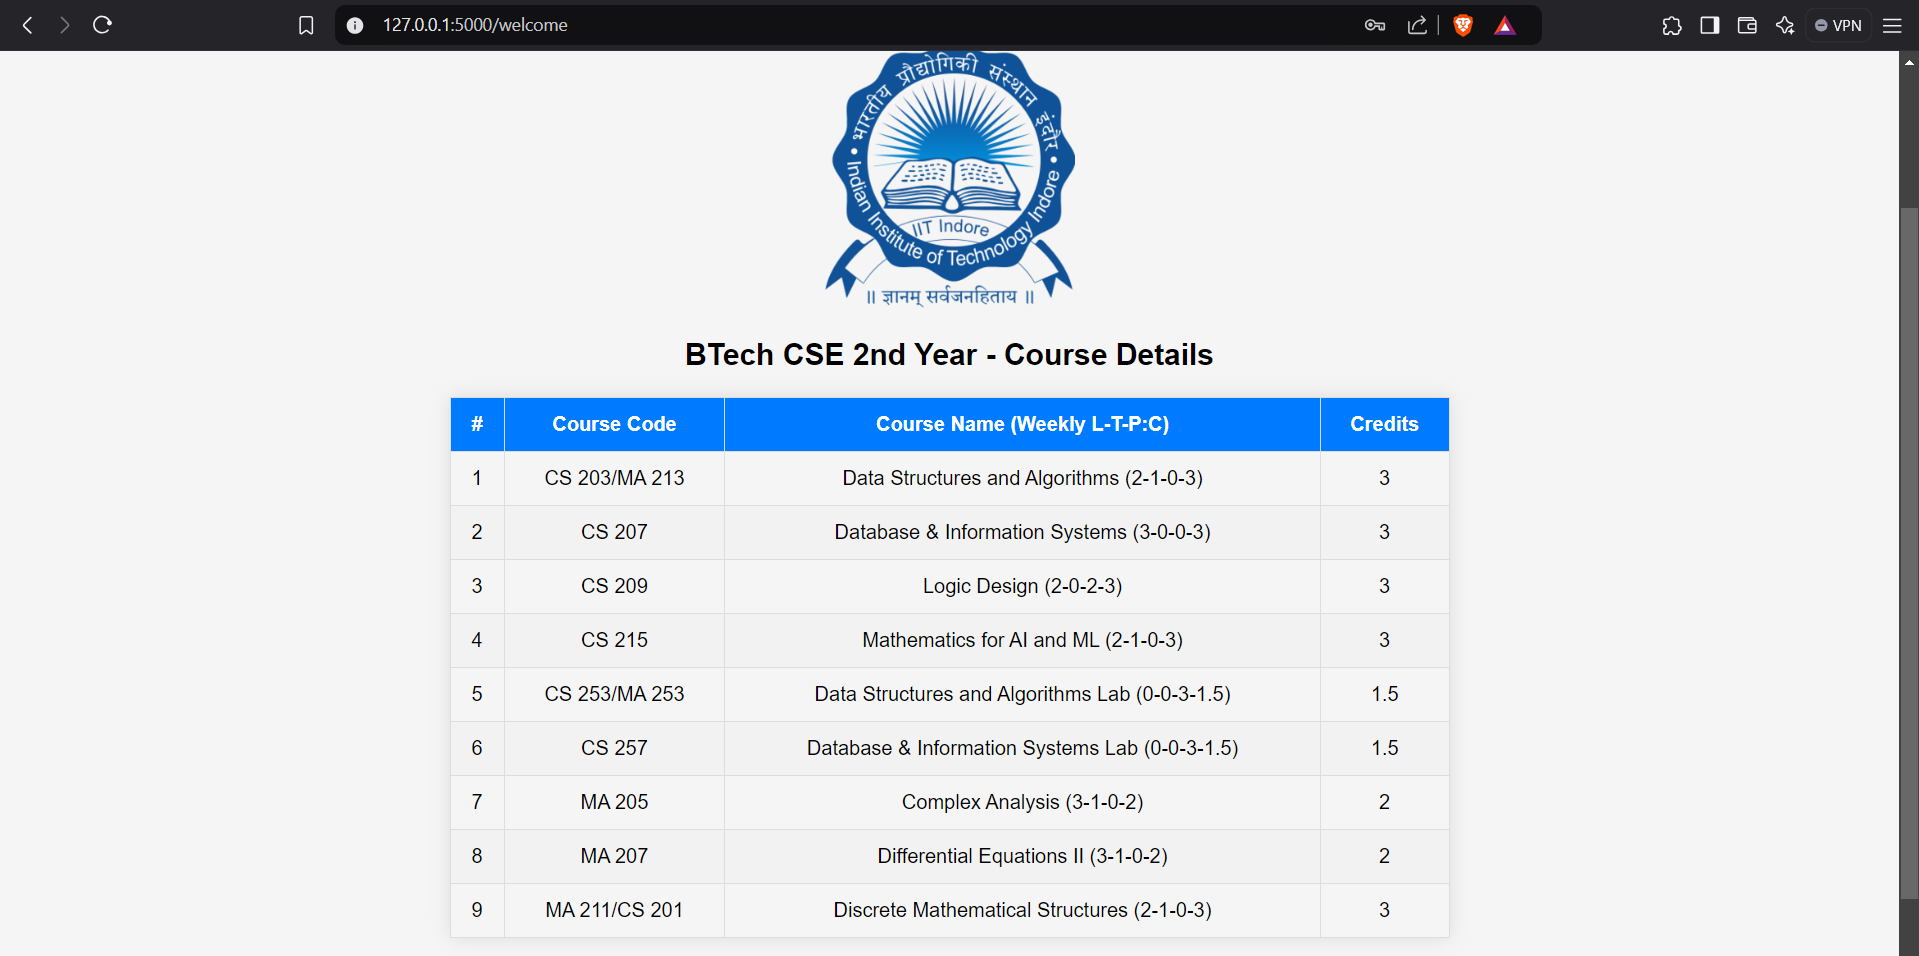 127.0.0.1:5000/welcome
VPN
भारतीय प्रौद्योगिकी संस्थान इंदौर
Indian Institute of Technology Indore
IIT Indore
॥ ज्ञानम् सर्वजनहिताय ॥
BTech CSE 2nd Year - Course Details
# Course Code Course Name (Weekly L-T-P:C) Credits
1 CS 203/MA 213 Data Structures and Algorithms (2-1-0-3) 3
2 CS 207 Database & Information Systems (3-0-0-3) 3
3 CS 209 Logic Design (2-0-2-3) 3
4 CS 215 Mathematics for AI and ML (2-1-0-3) 3
5 CS 253/MA 253 Data Structures and Algorithms Lab (0-0-3-1.5) 1.5
6 CS 257 Database & Information Systems Lab (0-0-3-1.5) 1.5
7 MA 205 Complex Analysis (3-1-0-2) 2
8 MA 207 Differential Equations II (3-1-0-2) 2
9 MA 211/CS 201 Discrete Mathematical Structures (2-1-0-3) 3